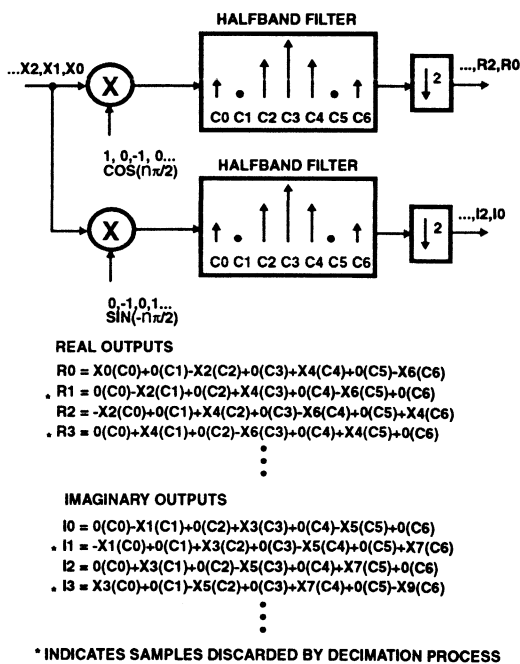 HALFBAND FILTER
...X2,X1,X0
X
C0 C1 C2 C3 C4 C5 C6
2
...,R2,R0
1, 0,-1, 0...
COS(nπ/2)
HALFBAND FILTER
X
C0 C1 C2 C3 C4 C5 C6
2
...,I2,I0
0,-1,0,1...
SIN(-nπ/2)
REAL OUTPUTS
R0 = X0(C0)+0(C1)-X2(C2)+0(C3)+X4(C4)+0(C5)-X6(C6)
* R1 = 0(C0)-X2(C1)+0(C2)+X4(C3)+0(C4)-X6(C5)+0(C6)
R2 = -X2(C0)+0(C1)+X4(C2)+0(C3)-X6(C4)+0(C5)+X4(C6)
* R3 = 0(C0)+X4(C1)+0(C2)-X6(C3)+0(C4)+X4(C5)+0(C6)
IMAGINARY OUTPUTS
I0 = 0(C0)-X1(C1)+0(C2)+X3(C3)+0(C4)-X5(C5)+0(C6)
* I1 = -X1(C0)+0(C1)+X3(C2)+0(C3)-X5(C4)+0(C5)+X7(C6)
I2 = 0(C0)+X3(C1)+0(C2)-X5(C3)+0(C4)+X7(C5)+0(C6)
* I3 = X3(C0)+0(C1)-X5(C2)+0(C3)+X7(C4)+0(C5)-X9(C6)
* INDICATES SAMPLES DISCARDED BY DECIMATION PROCESS